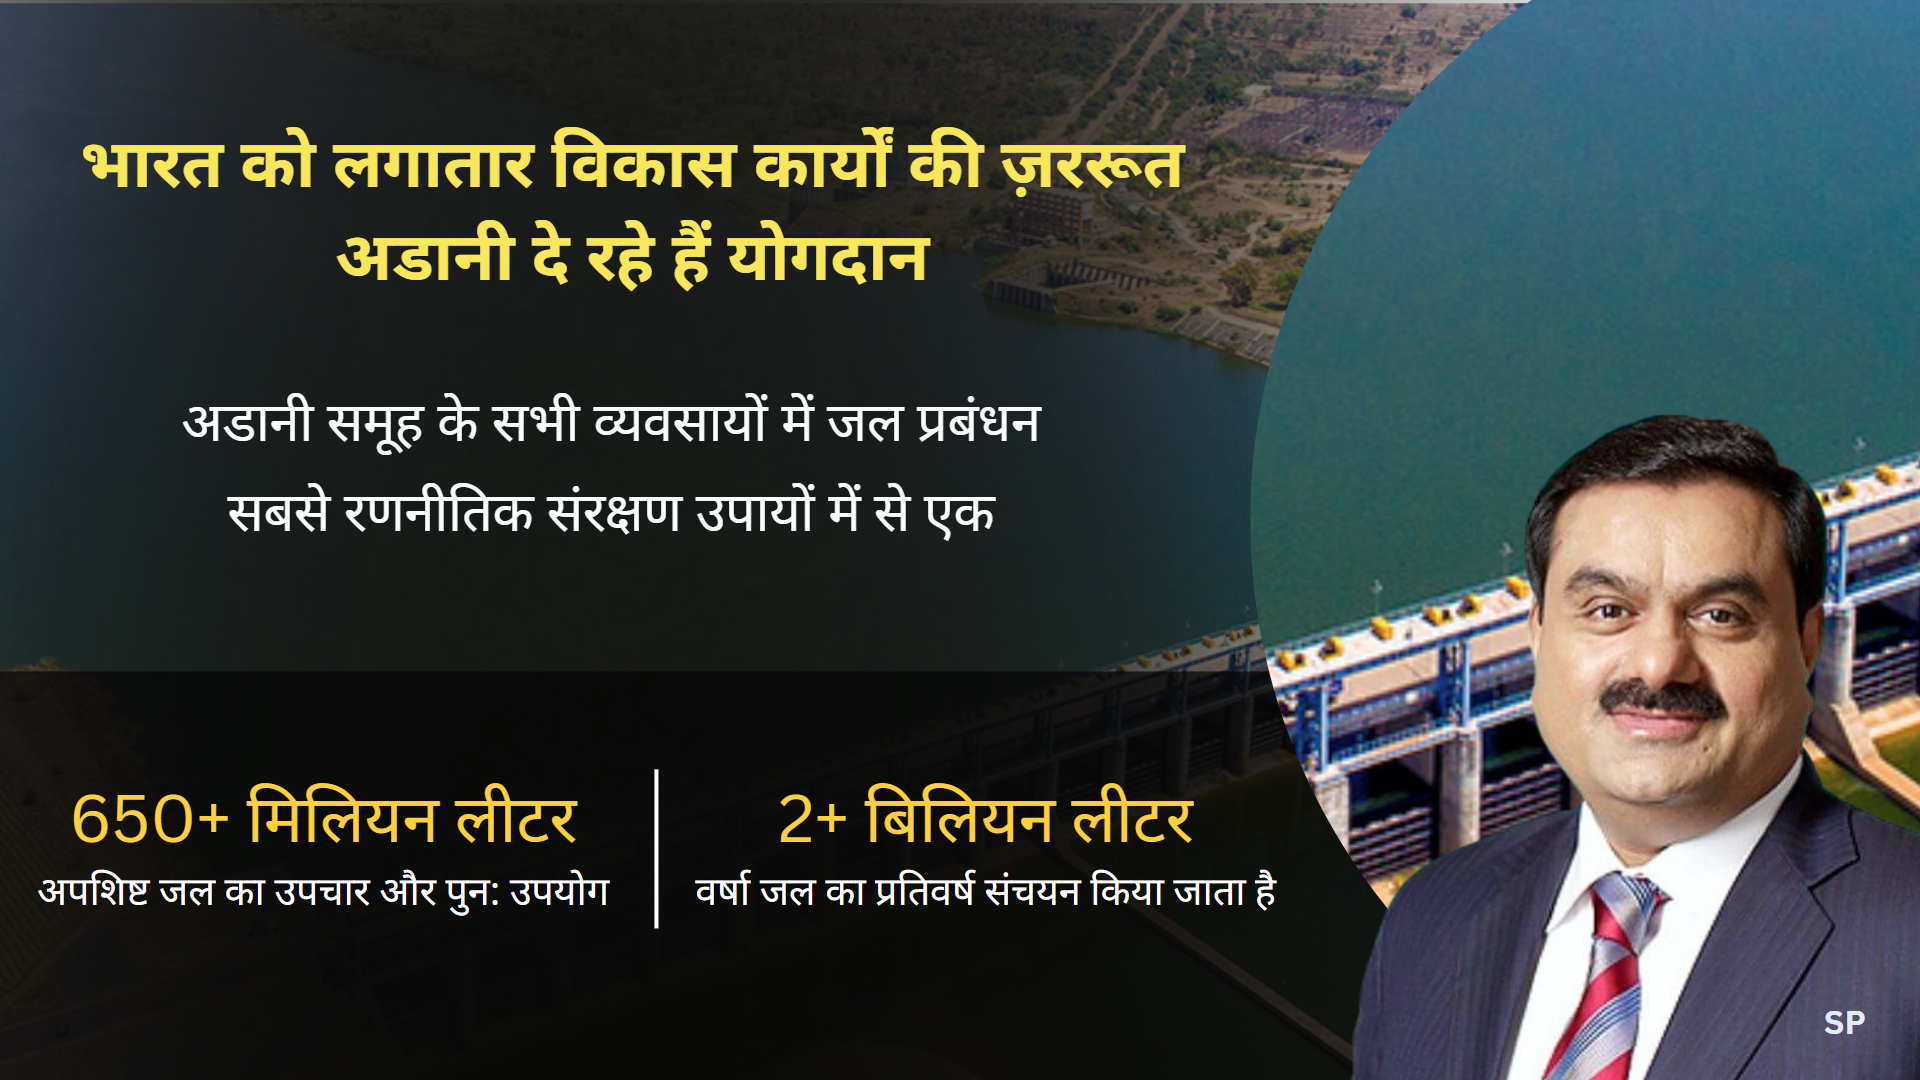 भारत को लगातार विकास कार्यों की ज़ररूत
अडानी दे रहे हैं योगदान
अडानी समूह के सभी व्यवसायों में जल प्रबंधन
सबसे रणनीतिक संरक्षण उपायों में से एक
650+ मिलियन लीटर
अपशिष्ट जल का उपचार और पुन: उपयोग
2+ बिलियन लीटर
वर्षा जल का प्रतिवर्ष संचयन किया जाता है
SP